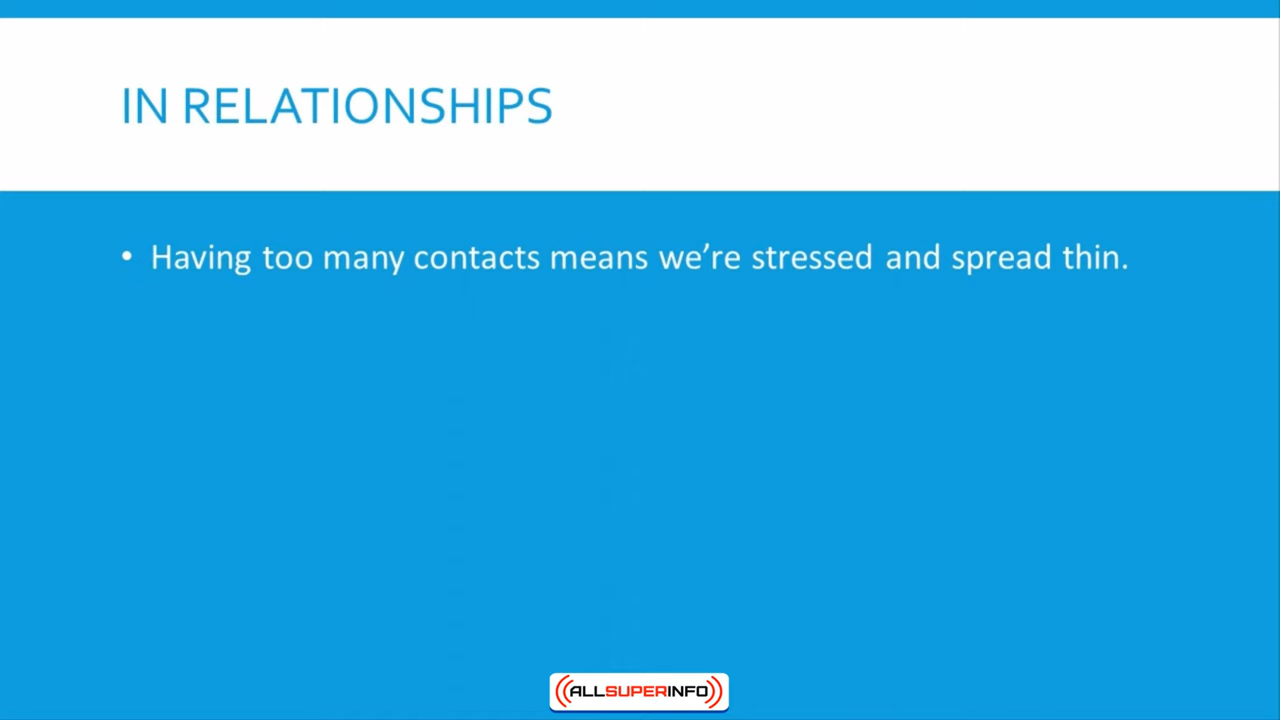 IN RELATIONSHIPS
• Having too many contacts means we’re stressed and spread thin.
ALLSUPERINFO